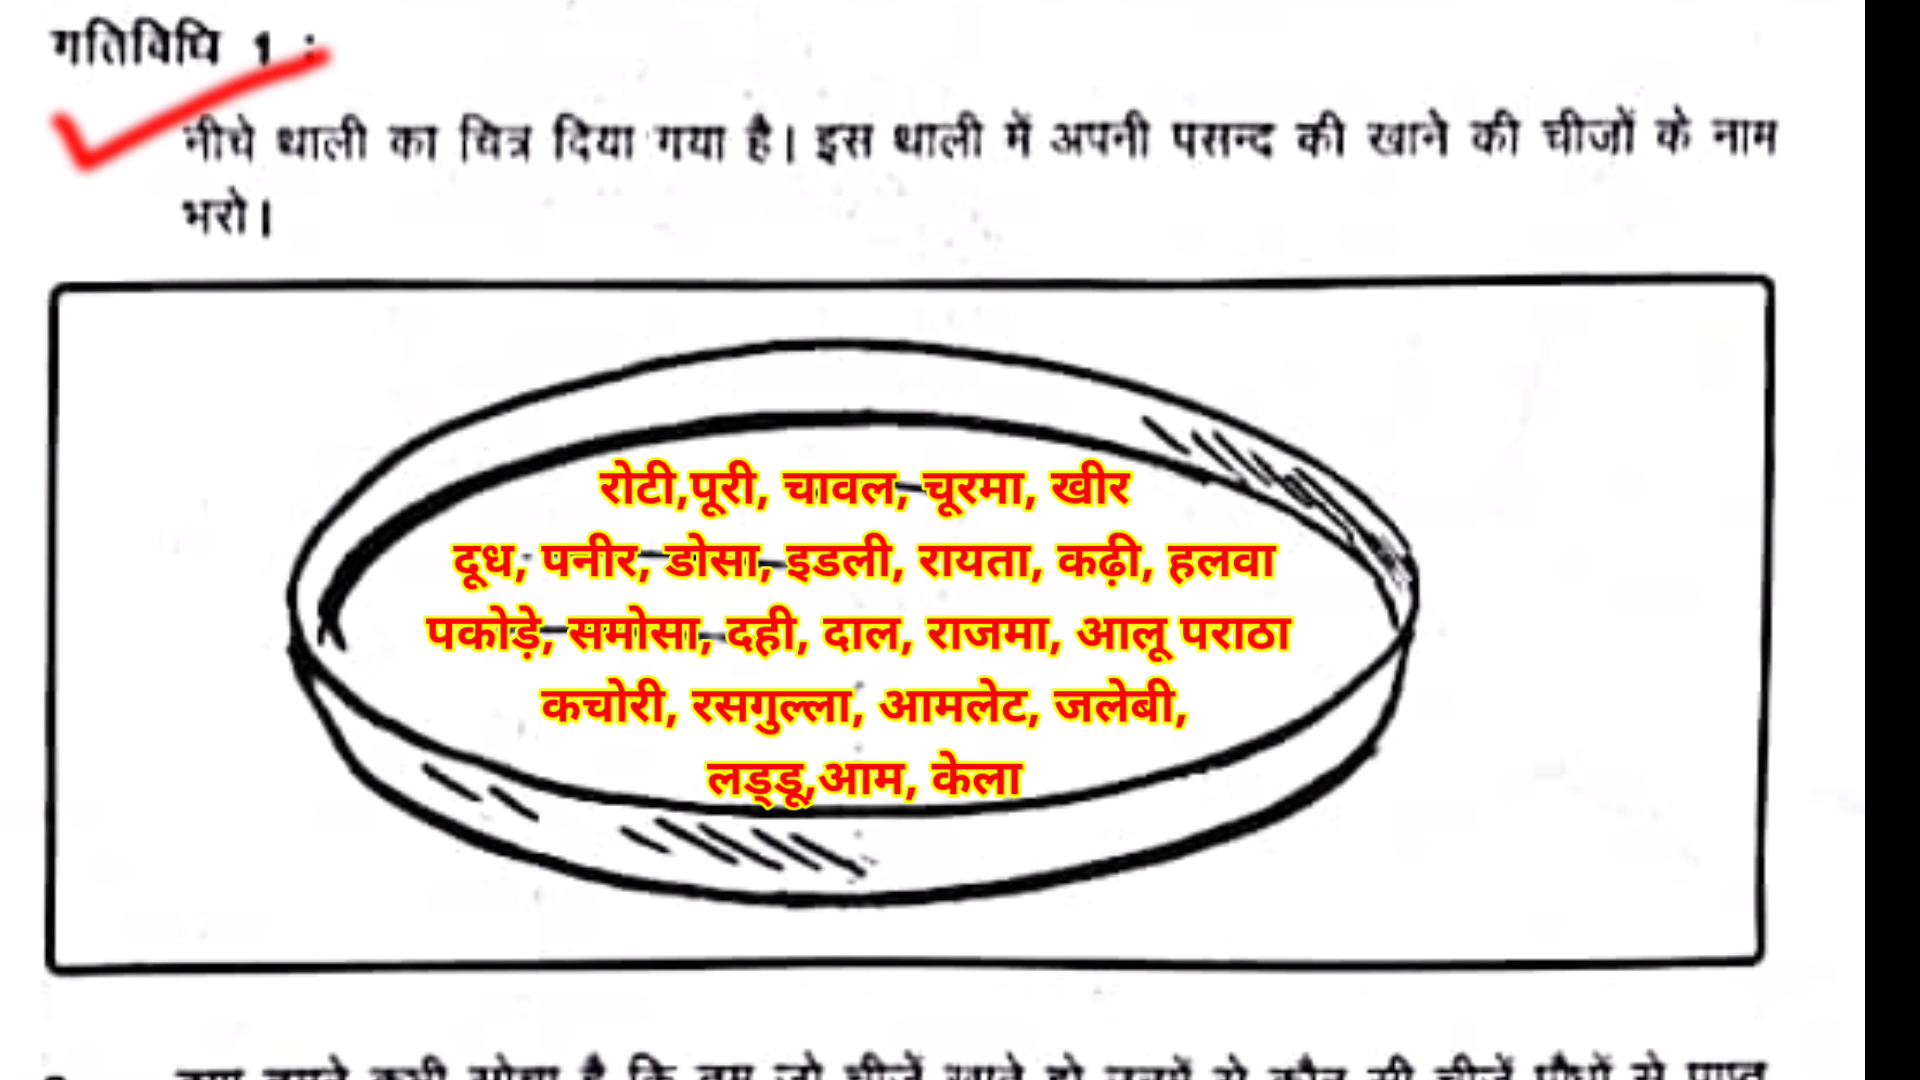 गतिविधि 1 :
नीचे थाली का चित्र दिया गया है। इस थाली में अपनी पसन्द की खाने की चीजों के नाम
भरो।
रोटी,पूरी, चावल, चूरमा, खीर
दूध, पनीर, डोसा, इडली, रायता, कढ़ी, हलवा
पकोड़े, समोसा, दही, दाल, राजमा, आलू पराठा
कचोरी, रसगुल्ला, आमलेट, जलेबी,
लड्डू,आम, केला